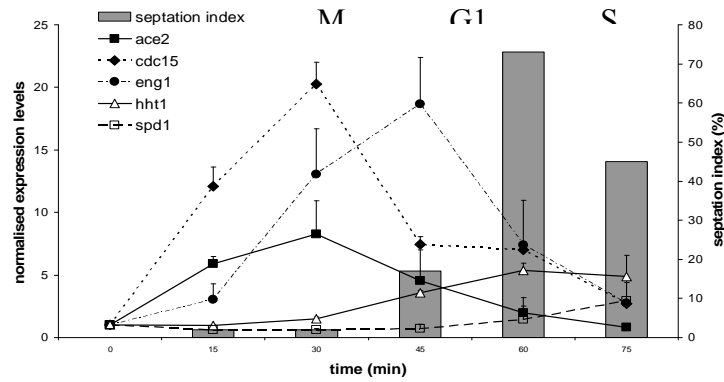 M G1 S
septation index
ace2
cdc15
eng1
hht1
spd1
normalised expression levels
25
20
15
10
5
0
septation index (%)
80
70
60
50
40
30
20
10
0
0 15 30 45 60 75
time (min)